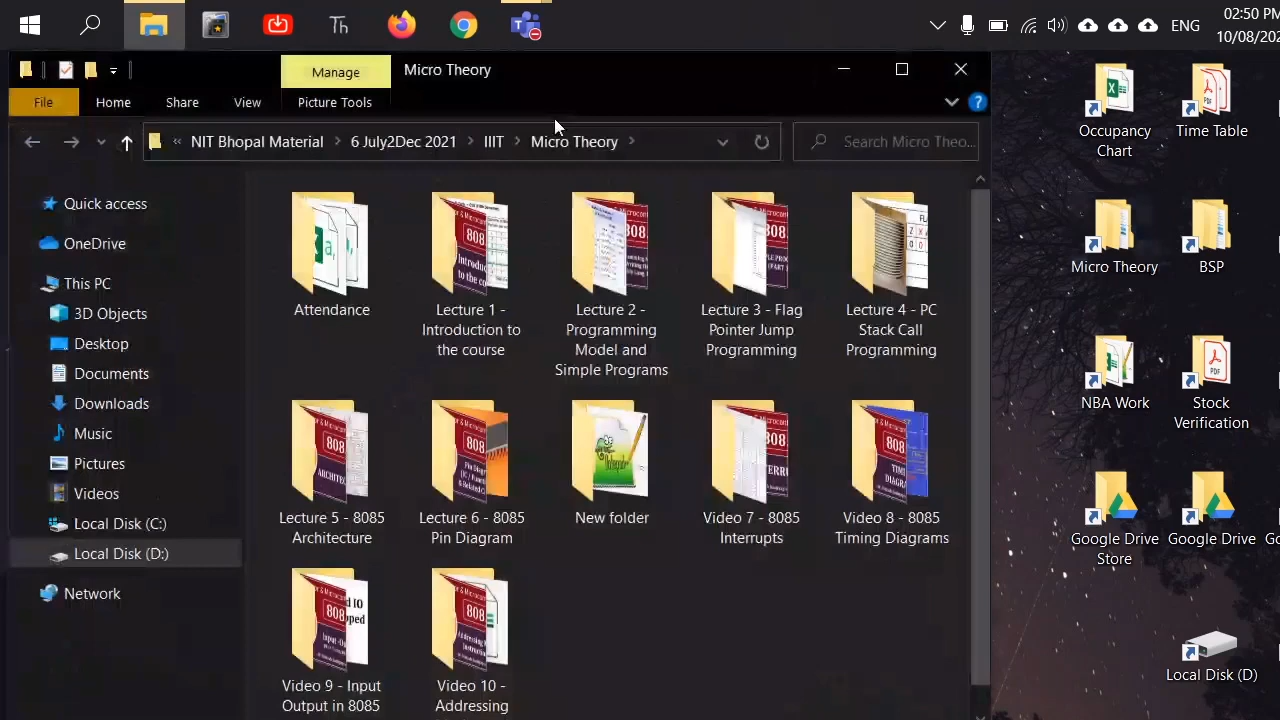 Th
ENG
02:50 PM
Manage
Micro Theory
File
Home
Share
View
Picture Tools
NIT Bhopal Material
6 July2Dec 2021
IIIT
Micro Theory
Search Micro Theo...
Quick access
OneDrive
This PC
3D Objects
Desktop
Documents
Downloads
Music
Pictures
Videos
Local Disk (C:)
Local Disk (D:)
Network
Attendance
Lecture 1 -
Introduction to
the course
Lecture 2 -
Programming
Model and
Simple Programs
Lecture 3 - Flag
Pointer Jump
Programming
Lecture 4 - PC
Stack Call
Programming
Lecture 5 - 8085
Architecture
Lecture 6 - 8085
Pin Diagram
New folder
Video 7 - 8085
Interrupts
Video 8 - 8085
Timing Diagrams
Video 9 - Input
Output in 8085
Video 10 -
Addressing
Occupancy
Chart
Time Table
Micro Theory
BSP
NBA Work
Stock
Verification
Google Drive
Store
Google Drive
Local Disk (D)